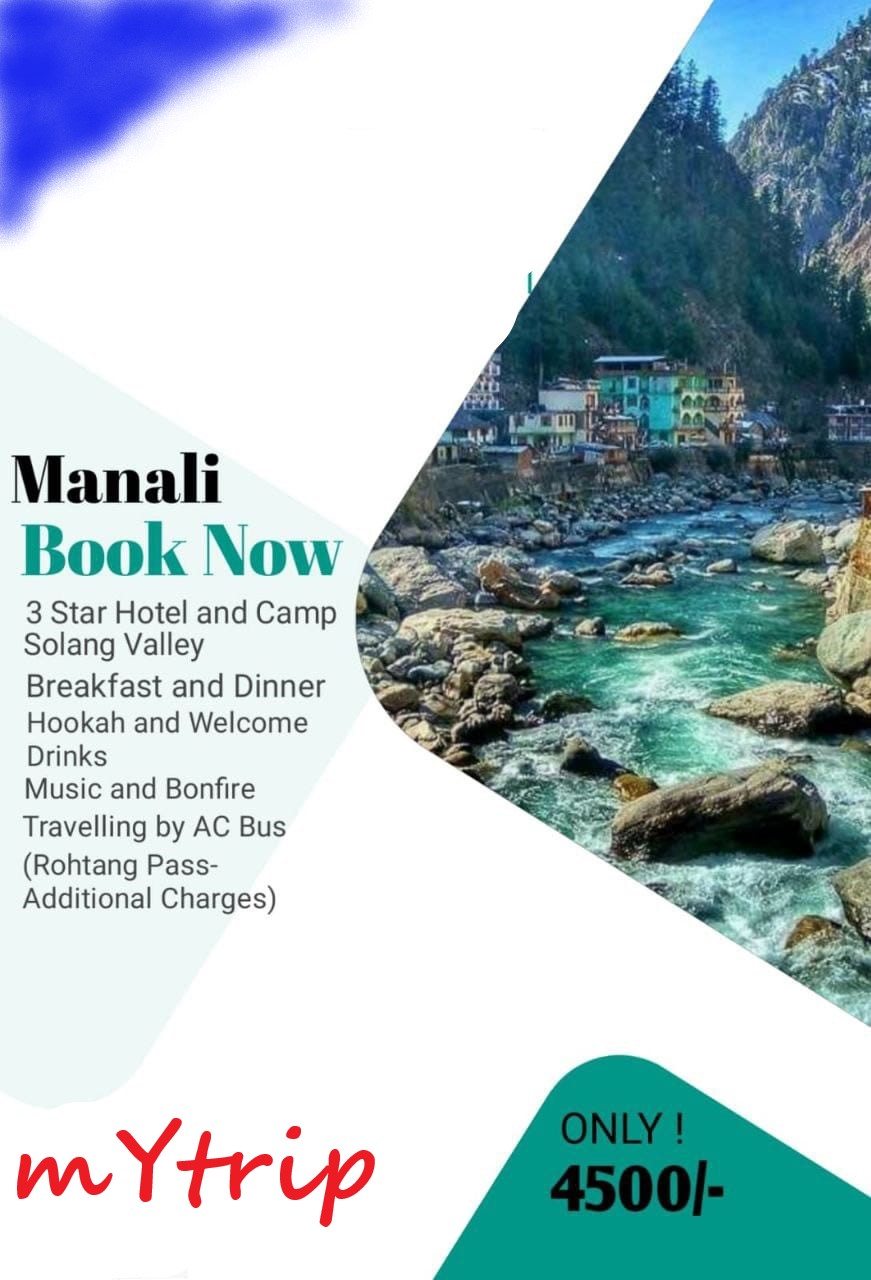 Manali
Book Now
3 Star Hotel and Camp
Solang Valley
Breakfast and Dinner
Hookah and Welcome
Drinks
Music and Bonfire
Travelling by AC Bus
(Rohtang Pass-
Additional Charges)
mYtrip
ONLY !
4500/-